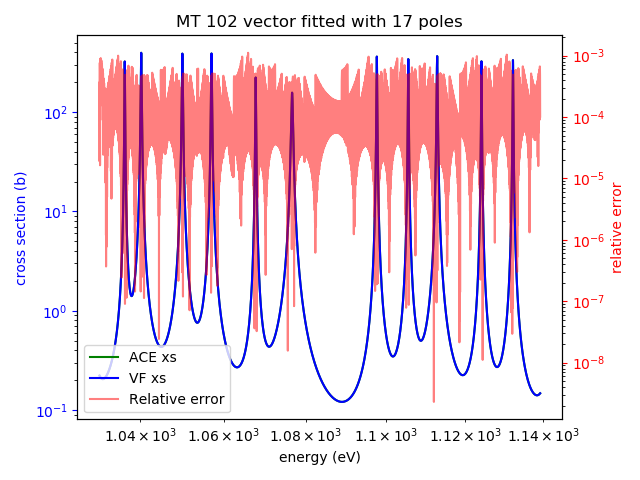 MT 102 vector fitted with 17 poles
cross section (b)
10²
10¹
10⁰
10⁻¹
10⁻³
10⁻⁴
10⁻⁵
10⁻⁶
10⁻⁷
10⁻⁸
relative error
ACE xs
VF xs
Relative error
1.04 × 10³ 1.06 × 10³ 1.08 × 10³ 1.1 × 10³ 1.12 × 10³ 1.14 × 10³
energy (eV)